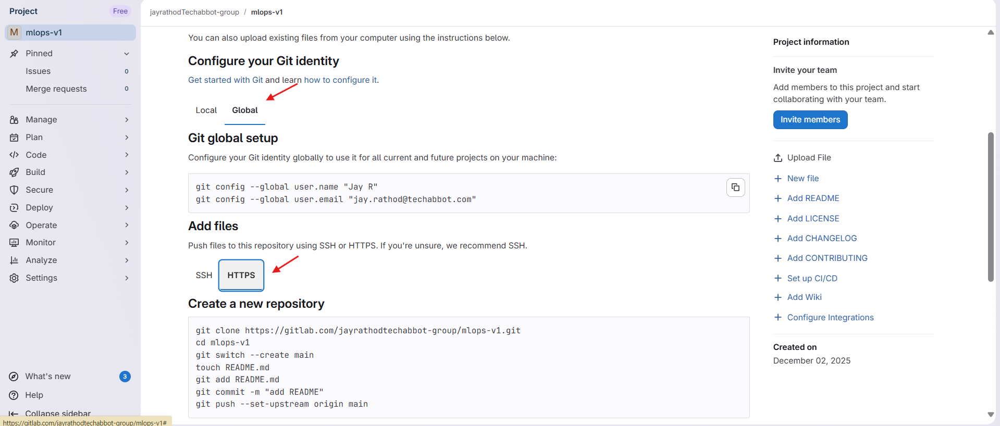 Project
Free
M mlops-v1
Pinned
Issues 0
Merge requests 0
Manage
Plan
Code
Build
Secure
Deploy
Operate
Monitor
Analyze
Settings
What's new 3
Help
Collapse sidebar
https://gitlab.com/jayrathodtechabbot-group/mlops-v1#
jayrathodTechabbot-group / mlops-v1
You can also upload existing files from your computer using the instructions below.
Configure your Git identity
Get started with Git and learn how to configure it.
Local Global
Git global setup
Configure your Git identity globally to use it for all current and future projects on your machine:
git config --global user.name "Jay R"
git config --global user.email "jay.rathod@techabbot.com"
Add files
Push files to this repository using SSH or HTTPS. If you're unsure, we recommend SSH.
SSH HTTPS
Create a new repository
git clone https://gitlab.com/jayrathodtechabbot-group/mlops-v1.git
cd mlops-v1
git switch --create main
touch README.md
git add README.md
git commit -m "add README"
git push --set-upstream origin main
Project information
Invite your team
Add members to this project and start
collaborating with your team.
Invite members
Upload File
New file
Add README
Add LICENSE
Add CHANGELOG
Add CONTRIBUTING
Set up CI/CD
Add Wiki
Configure Integrations
Created on
December 02, 2025